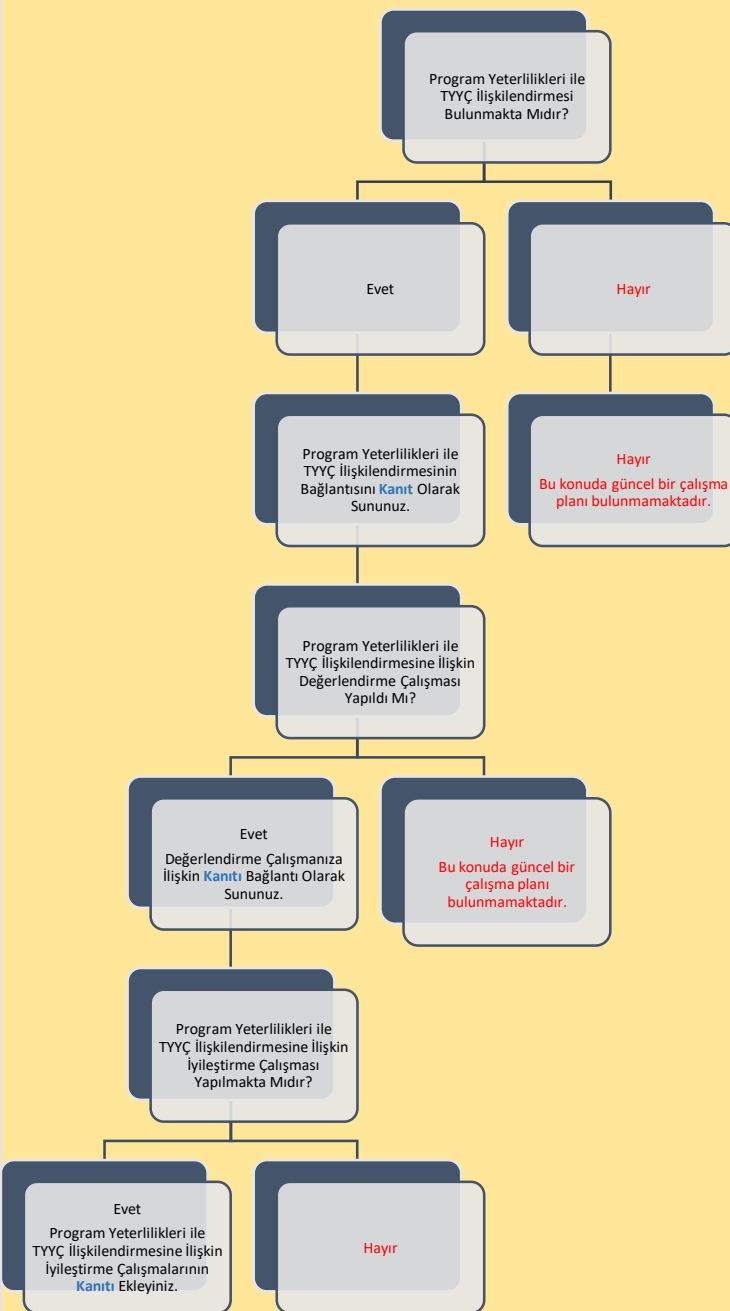 Program Yeterlilikleri ile
TYYÇ İlişkilendirmesi
Bulunmakta Mıdır?
Evet
Hayır
Program Yeterlilikleri ile
TYYÇ İlişkilendirmesinin
Bağlantısını Kanıt Olarak
Sununuz.
Hayır
Bu konuda güncel bir çalışma
planı bulunmamaktadır.
Program Yeterlilikleri ile
TYYÇ İlişkilendirmesine İlişkin
Değerlendirme Çalışması
Yapıldı Mı?
Evet
Değerlendirme Çalışmanıza
İlişkin Kanıtı Bağlantı Olarak
Sununuz.
Hayır
Bu konuda güncel bir
çalışma planı
bulunmamaktadır.
Program Yeterlilikleri ile
TYYÇ İlişkilendirmesine İlişkin
İyileştirme Çalışması
Yapılmakta Mıdır?
Evet
Program Yeterlilikleri ile
TYYÇ İlişkilendirmesine İlişkin
İyileştirme Çalışmalarının
Kanıtı Ekleyiniz.
Hayır